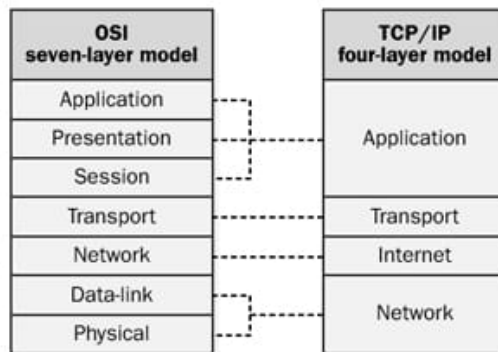 OSI
seven-layer model
Application
Presentation
Session
Transport
Network
Data-link
Physical
TCP/IP
four-layer model
Application
Transport
Internet
Network